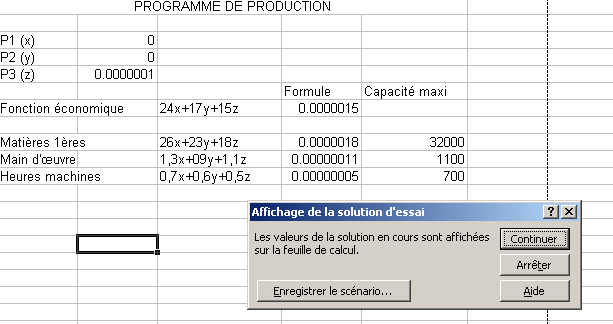 PROGRAMME DE PRODUCTION
P1 (x) 0
P2 (y) 0
P3 (z) 0.0000001
Formule Capacité maxi
Fonction économique 24x+17y+15z 0.0000015
Matières 1ères 26x+23y+18z 0.0000018 32000
Main d'œuvre 1,3x+09y+1,1z 0.00000011 1100
Heures machines 0,7x+0,6y+0,5z 0.00000005 700
Affichage de la solution d'essai
Les valeurs de la solution en cours sont affichées
sur la feuille de calcul.
Continuer
Arrêter
Enregistrer le scénario...
Aide